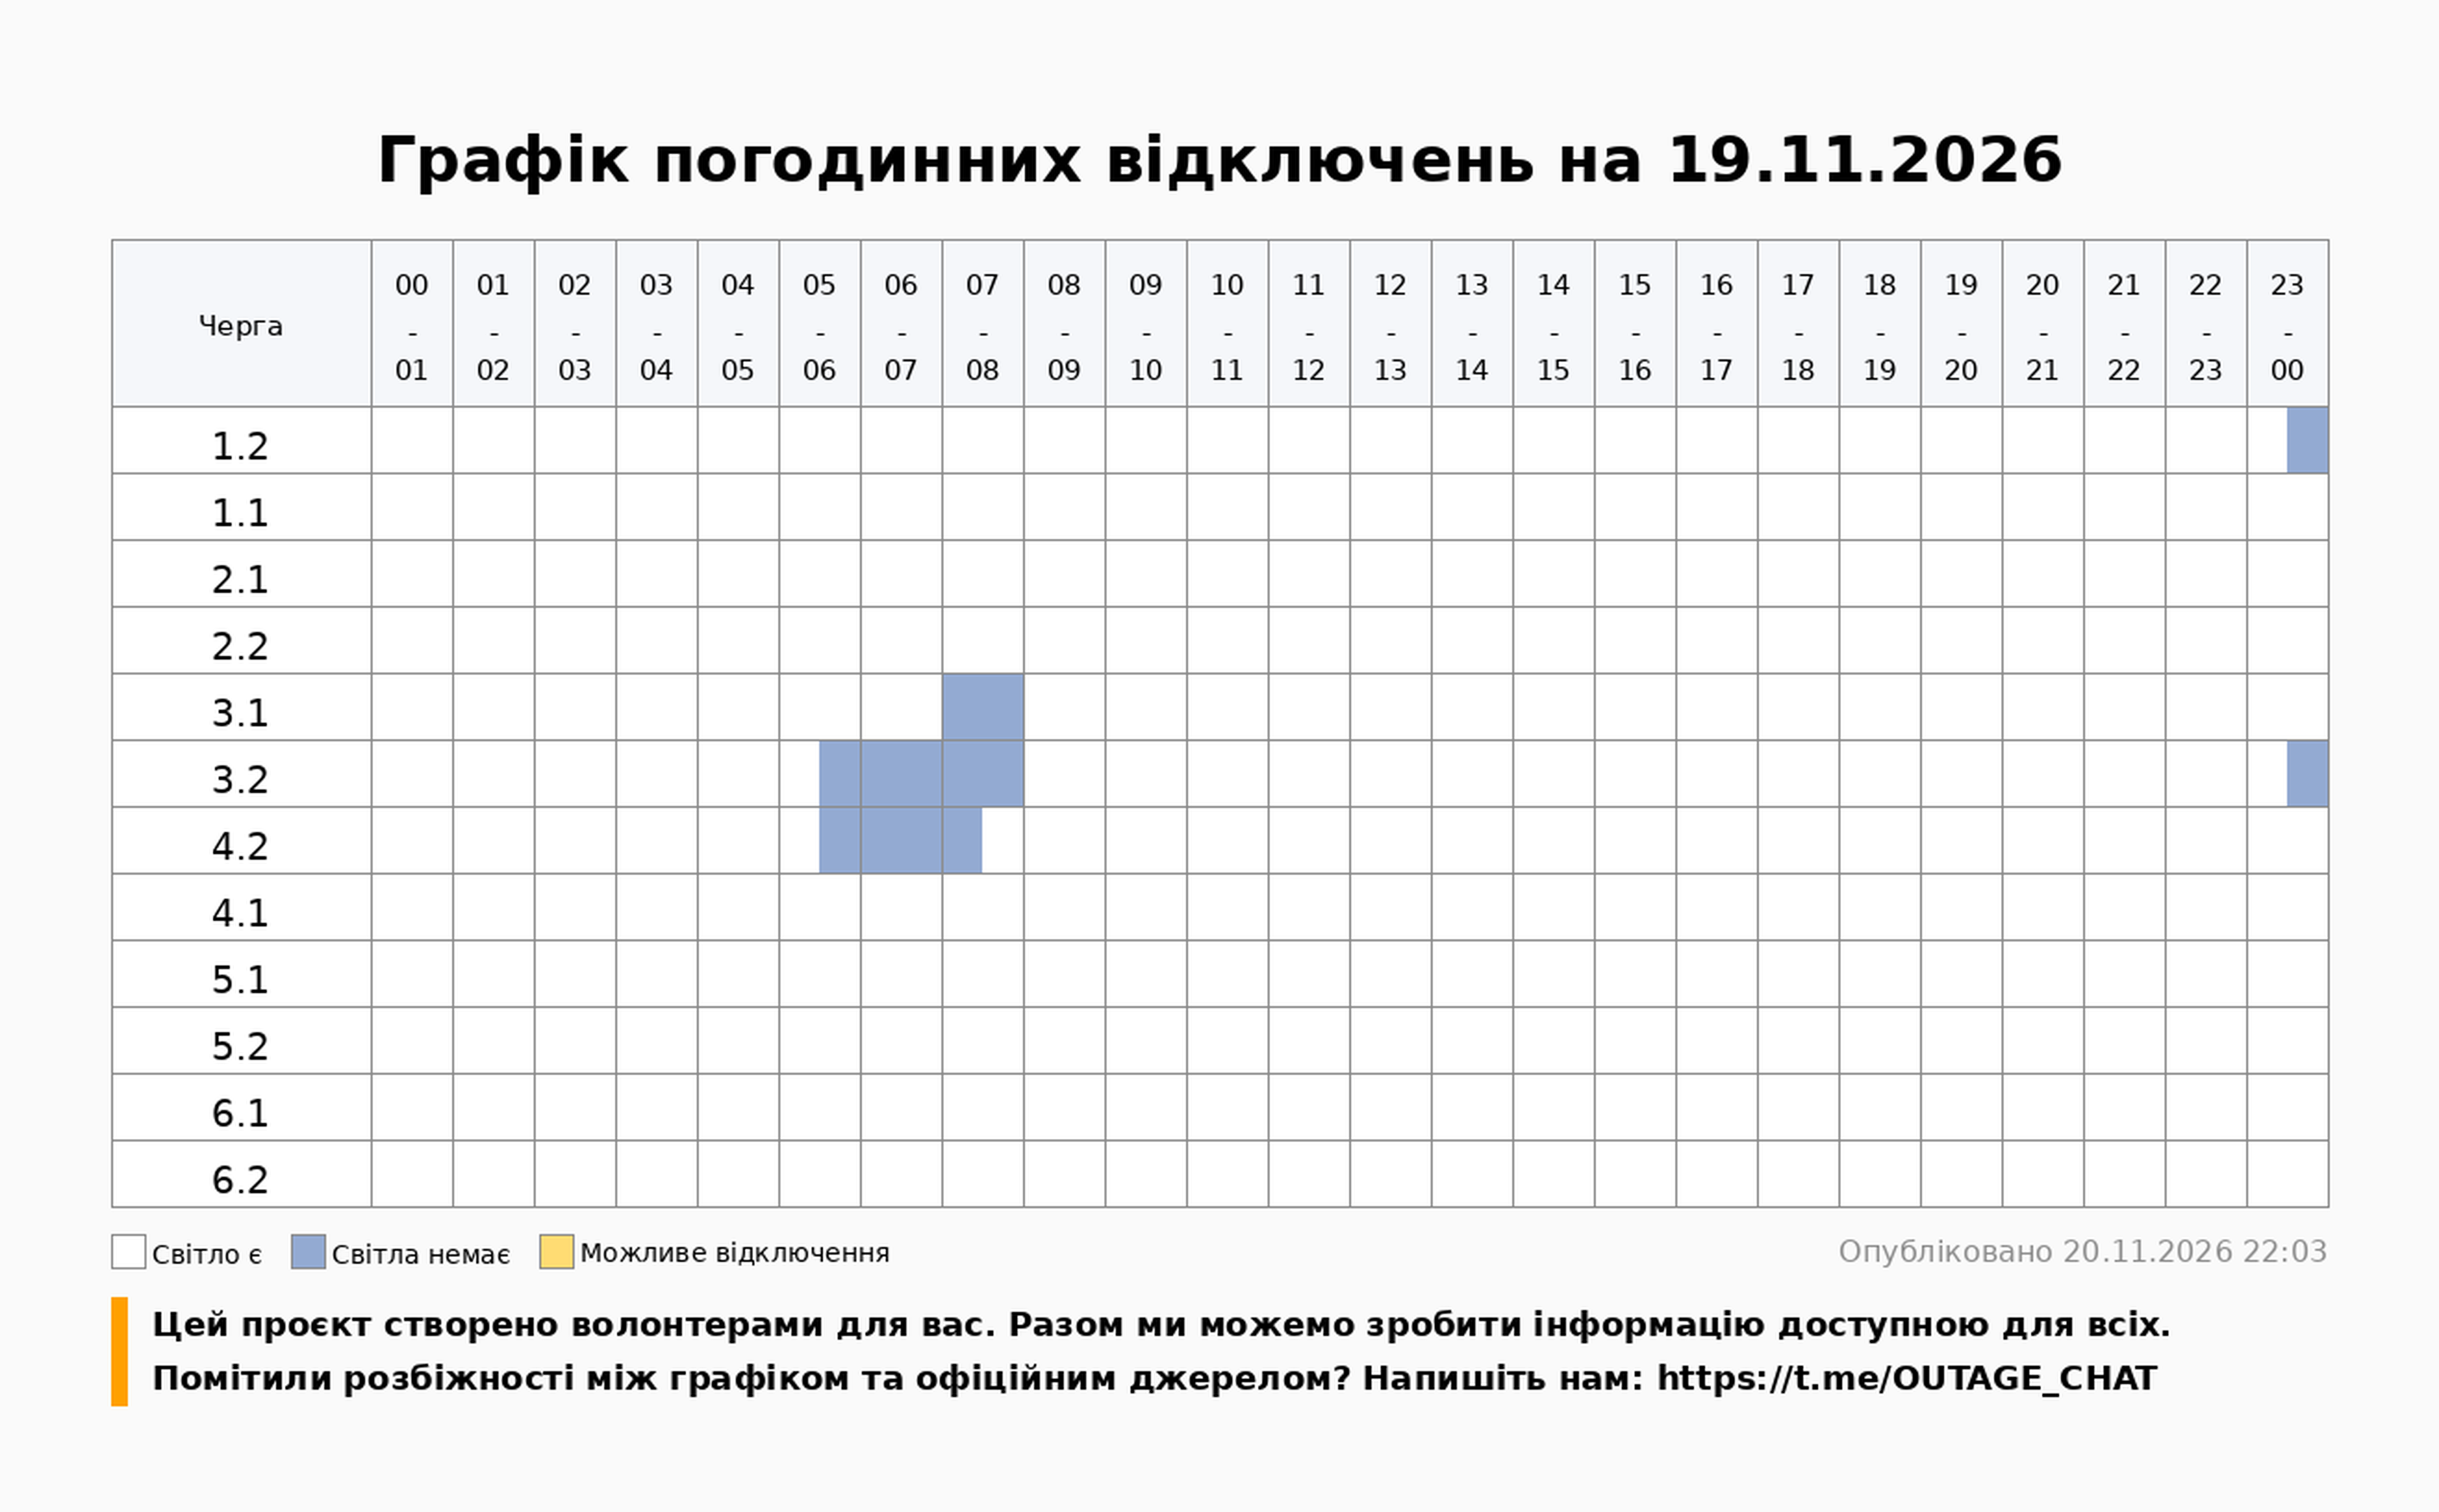 Графік погодинних відключень на 19.11.2026
Черга 00 - 01 01 - 02 02 - 03 03 - 04 04 - 05 05 - 06 06 - 07 07 - 08 08 - 09 09 - 10 10 - 11 11 - 12 12 - 13 13 - 14 14 - 15 15 - 16 16 - 17 17 - 18 18 - 19 19 - 20 20 - 21 21 - 22 22 - 23 23 - 00
1.2
1.1
2.1
2.2
3.1
3.2
4.2
4.1
5.1
5.2
6.1
6.2
Світло є Світла немає Можливе відключення Опубліковано 20.11.2026 22:03
Цей проєкт створено волонтерами для вас. Разом ми можемо зробити інформацію доступною для всіх.
Помітили розбіжності між графіком та офіційним джерелом? Напишіть нам: https://t.me/OUTAGE_CHAT